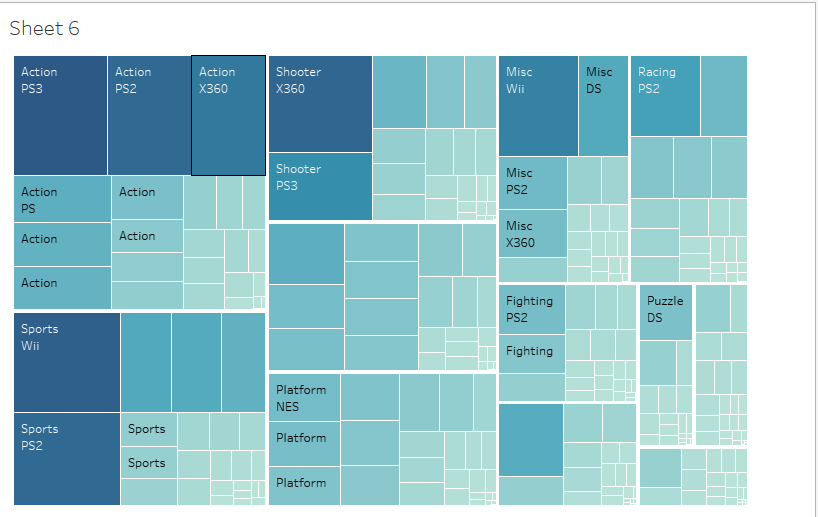 Sheet 6
Action
PS3
Action
PS2
Action
X360
Action
PS
Action
Action
Action
Action
Sports
Wii
Sports
PS2
Sports
Sports
Shooter
X360
Shooter
PS3
Platform
NES
Platform
Platform
Misc
Wii
Misc
DS
Misc
PS2
Misc
X360
Fighting
PS2
Fighting
Racing
PS2
Puzzle
DS